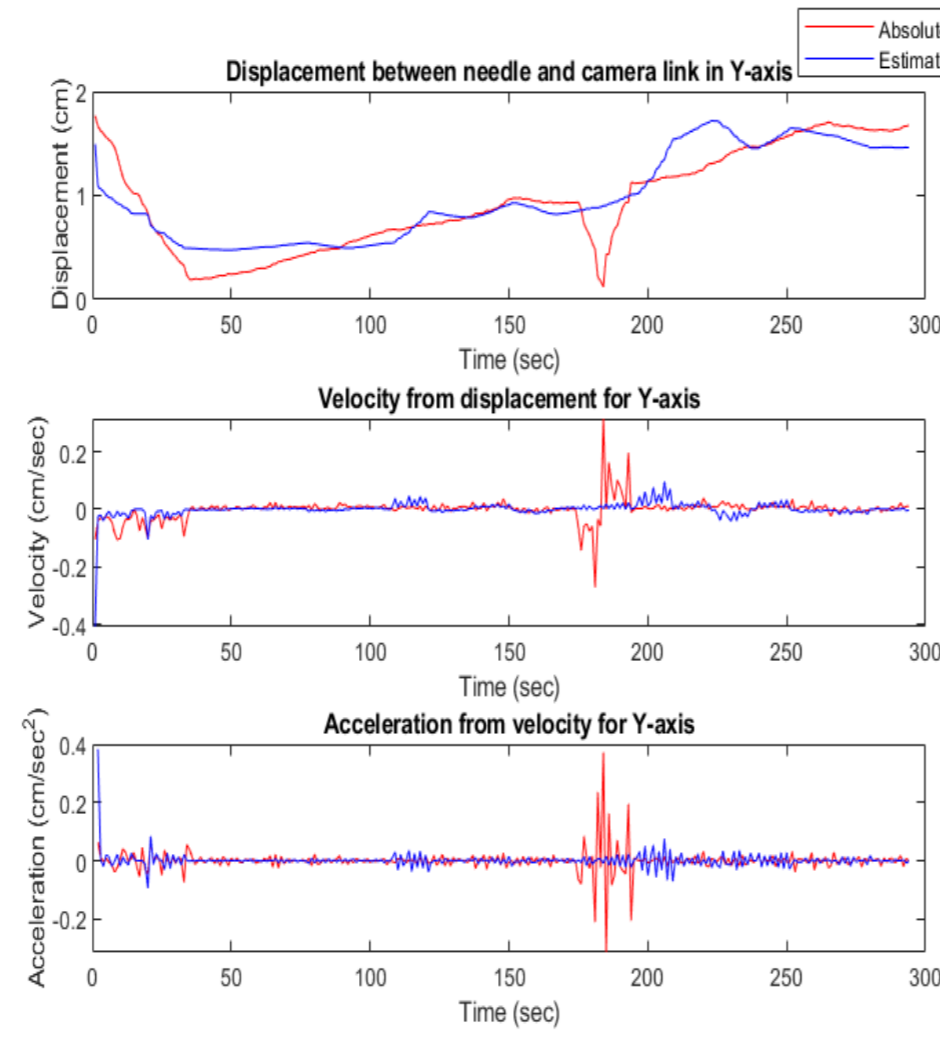 Absolut
Estimat
Displacement between needle and camera link in Y-axis
Displacement (cm)
2
1
0
0 50 100 150 200 250 300
Time (sec)
Velocity from displacement for Y-axis
Velocity (cm/sec)
0.2
0
-0.2
-0.4
0 50 100 150 200 250 300
Time (sec)
Acceleration from velocity for Y-axis
Acceleration (cm/sec²)
0.4
0.2
0
-0.2
0 50 100 150 200 250 300
Time (sec)